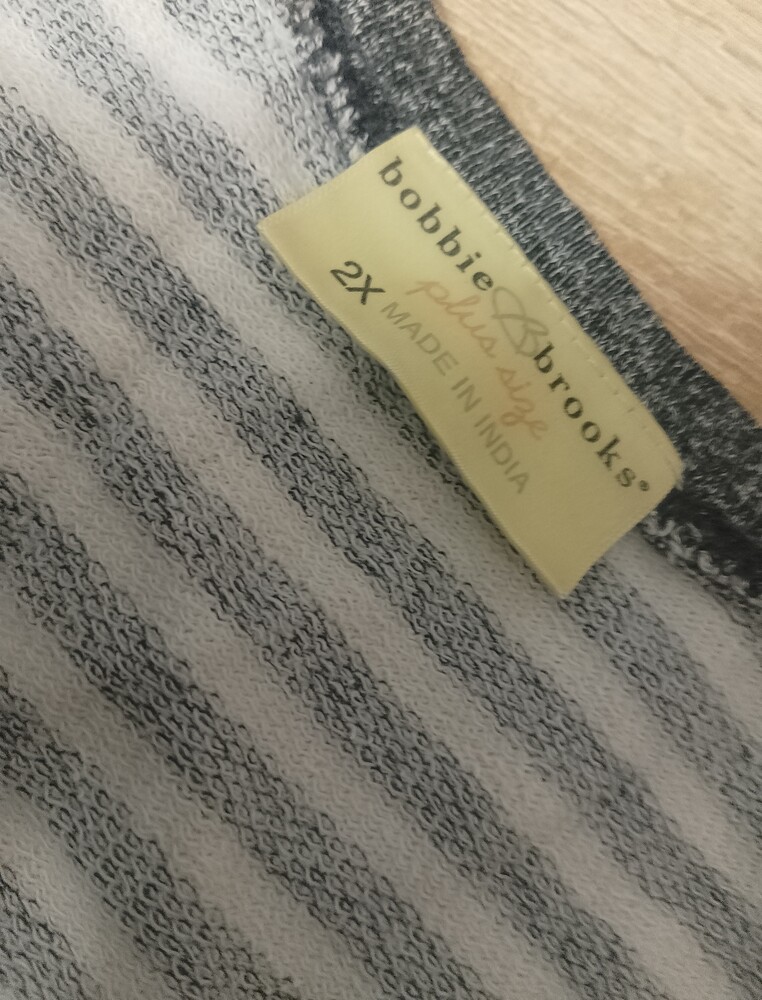 bobbie B brooks®
plus size
2X MADE IN INDIA